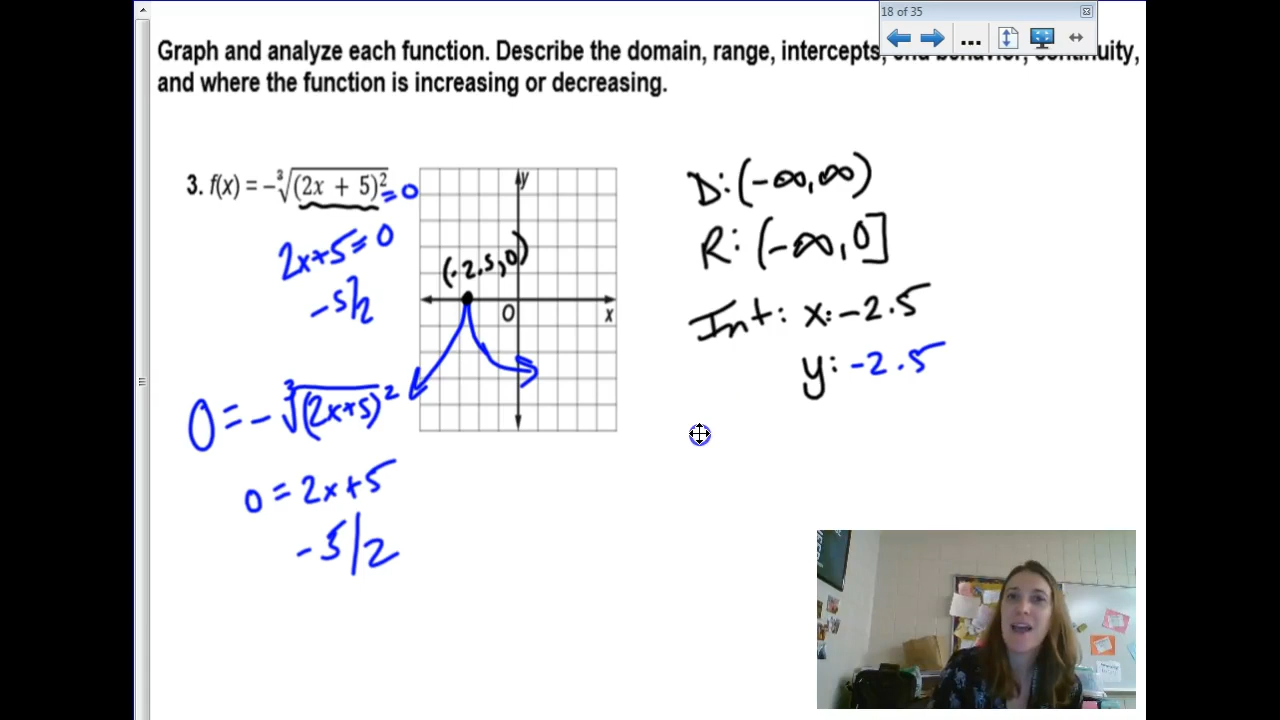 18 of 35
Graph and analyze each function. Describe the domain, range, intercepts, end behavior, continuity,
and where the function is increasing or decreasing.
3. f(x) = -∛(2x + 5)² = 0
2x+5=0
-5/2
0 = -∛(2x+5)²
0 = 2x+5
-5/2
y
(-2.5, 0)
O
x
D: (-∞, ∞)
R: (-∞, 0]
Int: x: -2.5
y: -2.5